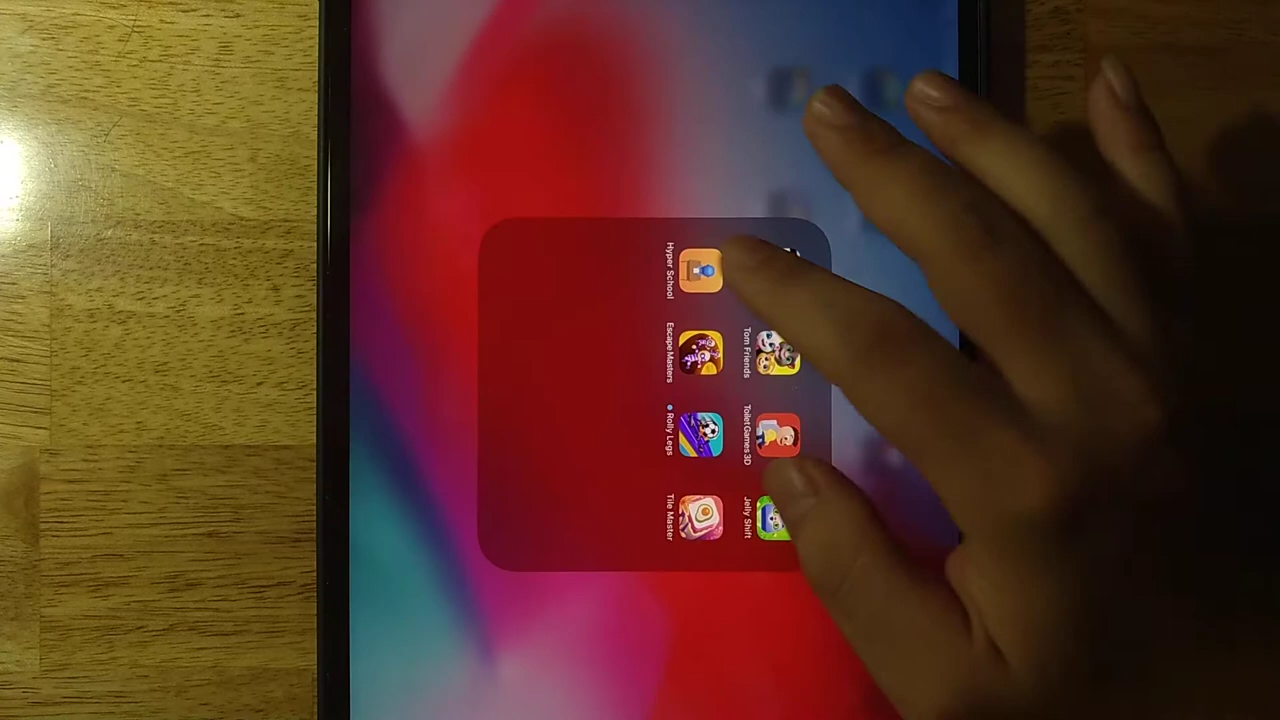 Tom Friends
Toilet Games 3D
Jelly Shift
Hyper School
Escape Masters
Rolly Legs
Tile Master